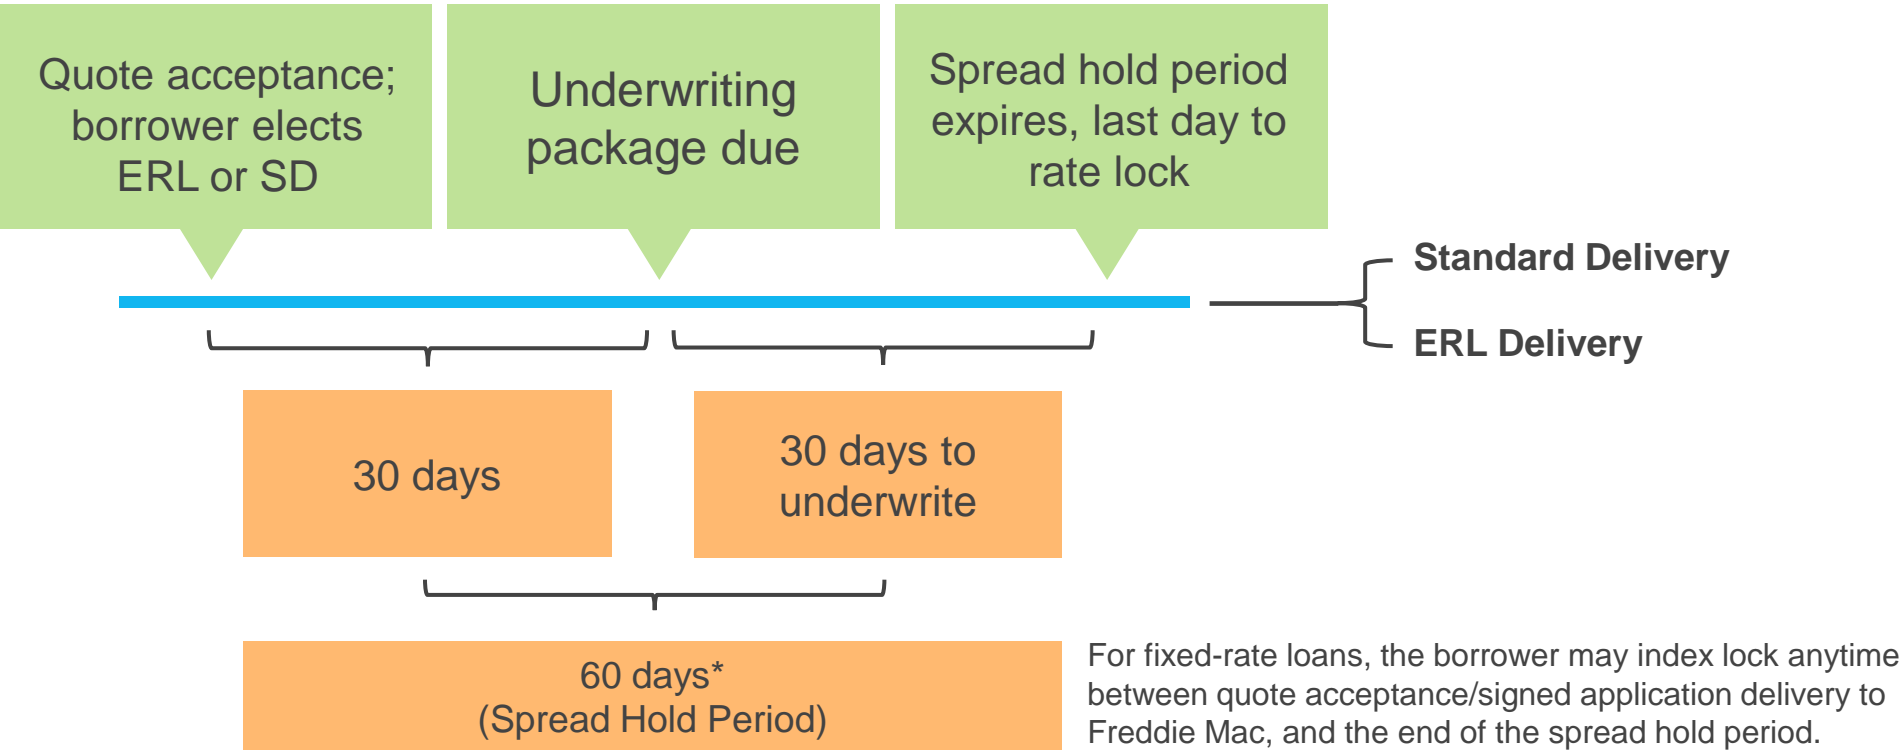 Quote acceptance;
borrower elects
ERL or SD
Underwriting
package due
Spread hold period
expires, last day to
rate lock
Standard Delivery
ERL Delivery
30 days
30 days to
underwrite
60 days*
(Spread Hold Period)
For fixed-rate loans, the borrower may index lock anytime
between quote acceptance/signed application delivery to
Freddie Mac, and the end of the spread hold period.